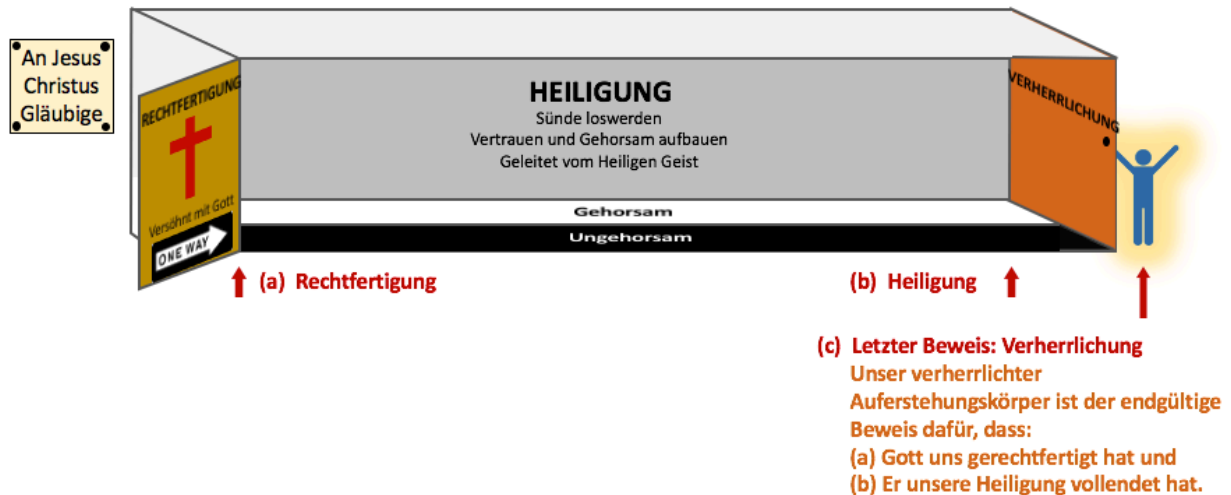 An Jesus
Christus
Gläubige
RECHTFERTIGUNG
Versöhnt mit Gott
ONE WAY
HEILIGUNG
Sünde loswerden
Vertrauen und Gehorsam aufbauen
Geleitet vom Heiligen Geist
VERHERRLICHUNG
Gehorsam
Ungehorsam
(a) Rechtfertigung
(b) Heiligung
(c) Letzter Beweis: Verherrlichung
Unser verherrlichter
Auferstehungskörper ist der endgültige
Beweis dafür, dass:
(a) Gott uns gerechtfertigt hat und
(b) Er unsere Heiligung vollendet hat.